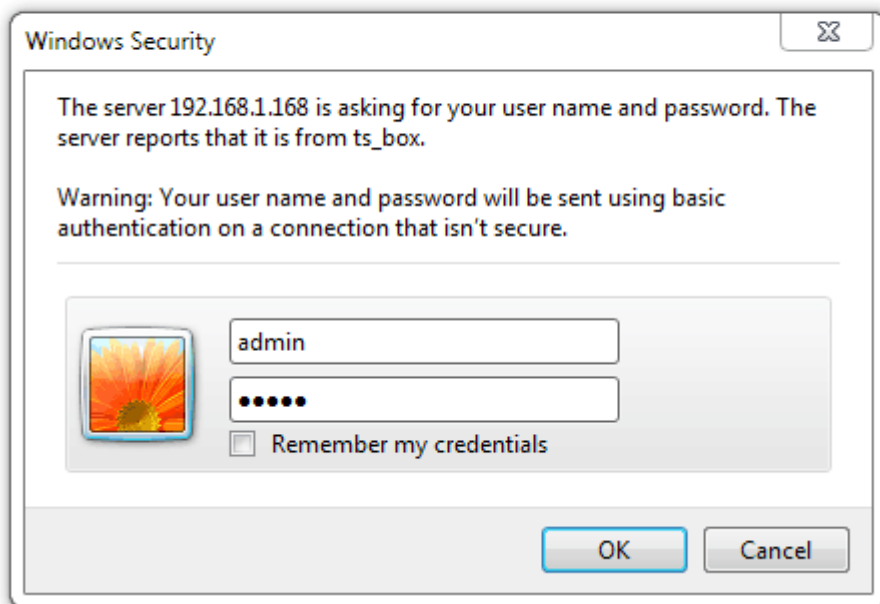 Windows Security
The server 192.168.1.168 is asking for your user name and password. The
server reports that it is from ts_box.
Warning: Your user name and password will be sent using basic
authentication on a connection that isn't secure.
admin
●●●●●
Remember my credentials
OK
Cancel